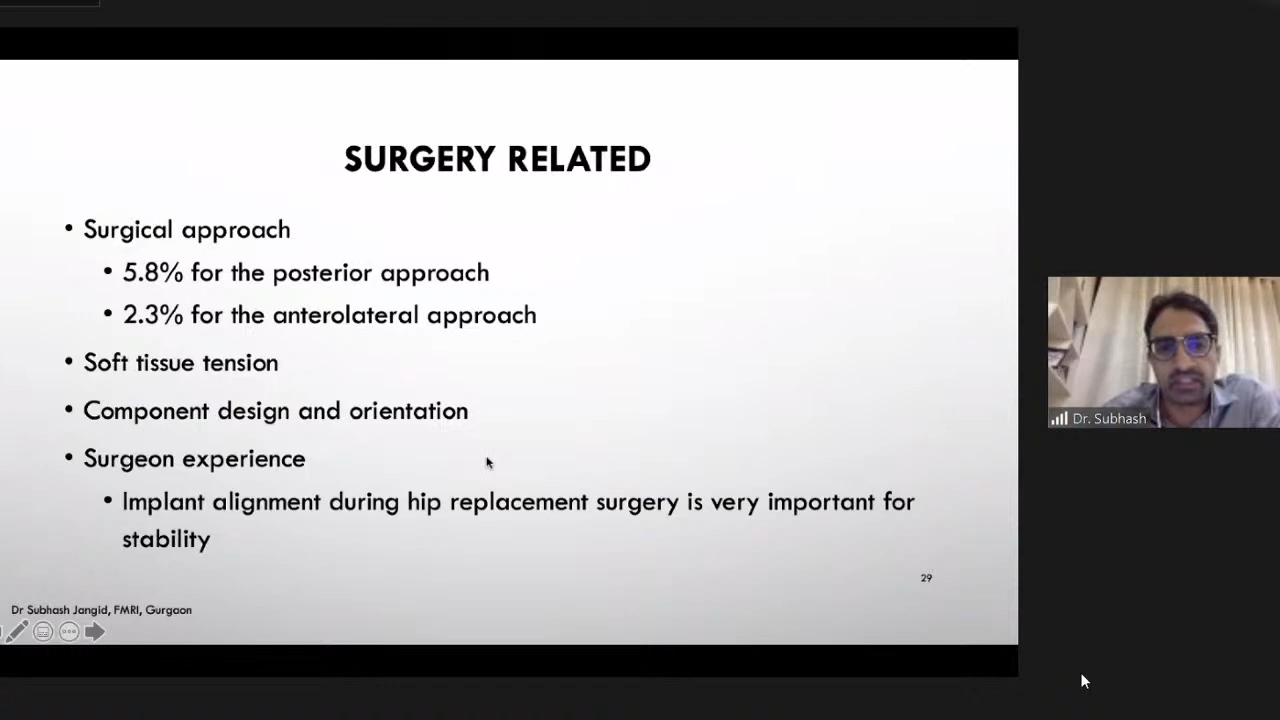 SURGERY RELATED
• Surgical approach
• 5.8% for the posterior approach
• 2.3% for the anterolateral approach
• Soft tissue tension
• Component design and orientation
• Surgeon experience
• Implant alignment during hip replacement surgery is very important for
stability
29
Dr Subhash Jangid, FMRI, Gurgaon
Dr. Subhash